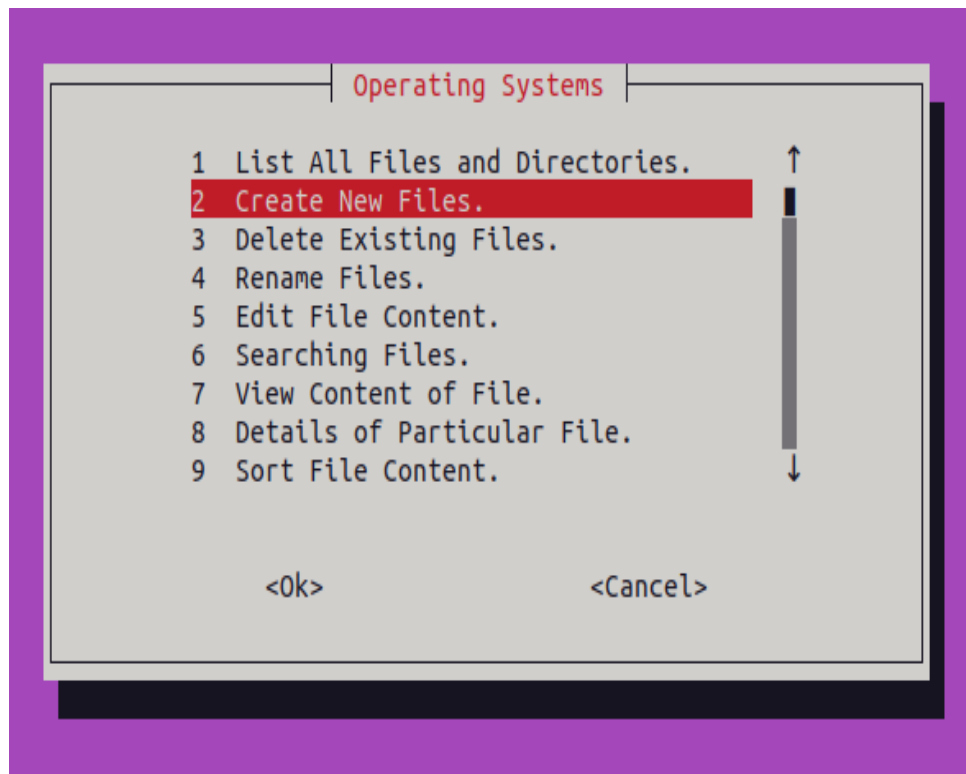 Operating Systems
1 List All Files and Directories. ↑
2 Create New Files.
3 Delete Existing Files.
4 Rename Files.
5 Edit File Content.
6 Searching Files.
7 View Content of File.
8 Details of Particular File.
9 Sort File Content. ↓
<Ok> <Cancel>